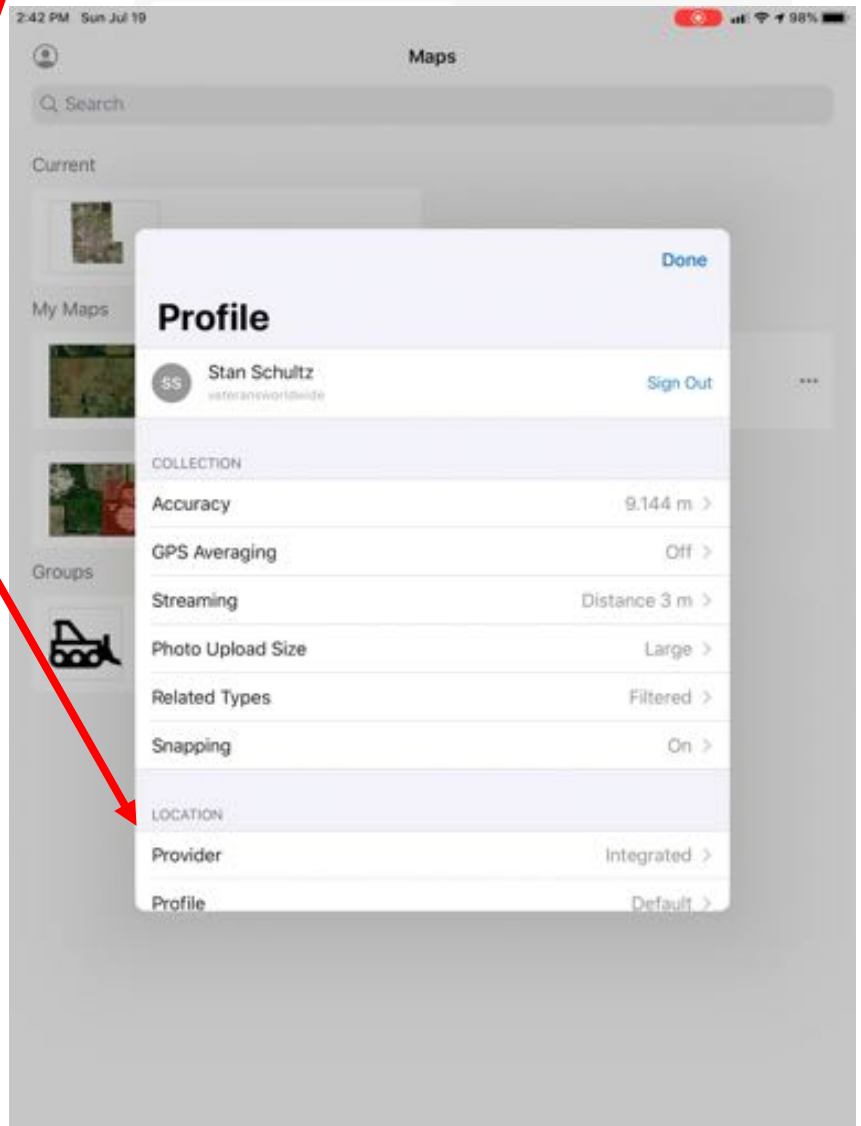 2:42 PM Sun Jul 19 98%
Maps
Search
Current
Done
My Maps
Profile
SS
Stan Schultz
Sign Out
veteransworldwide
COLLECTION
Accuracy 9.144 m
GPS Averaging Off
Groups
Streaming Distance 3 m
Photo Upload Size Large
Related Types Filtered
Snapping On
LOCATION
Provider Integrated
Profile Default